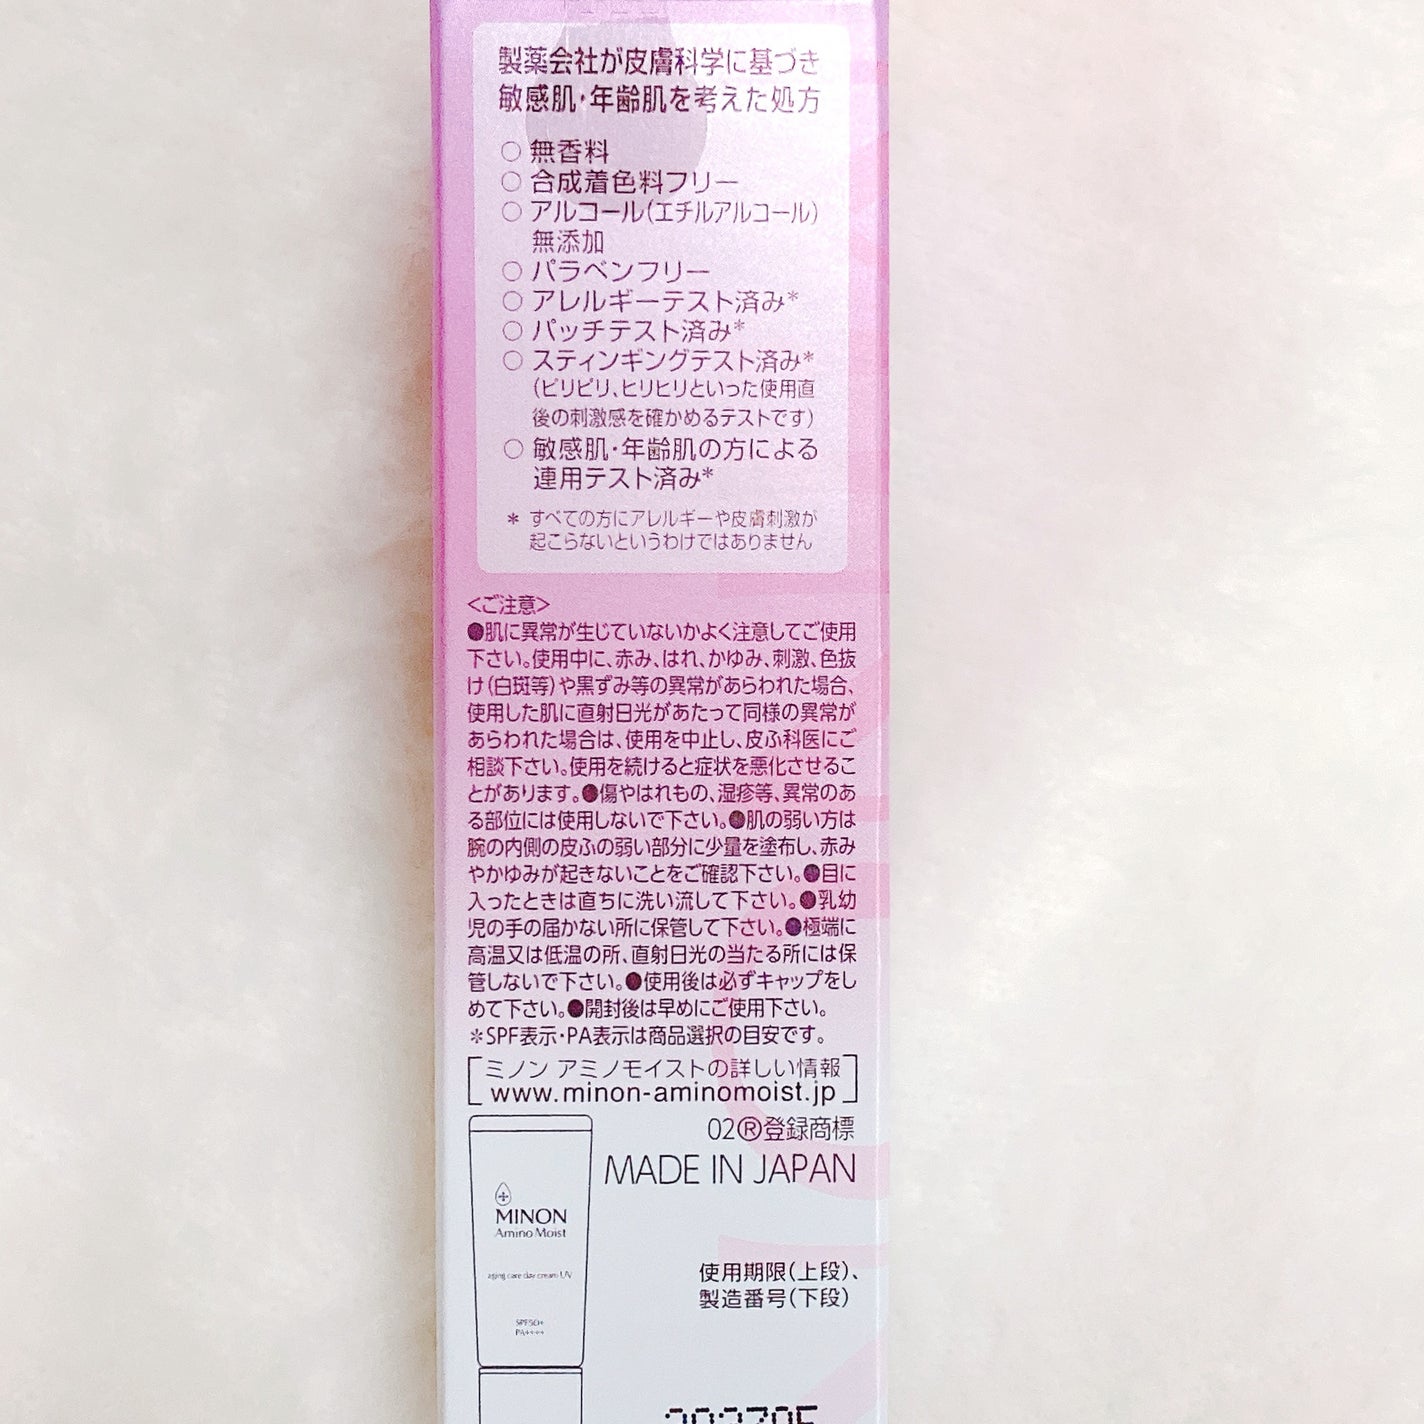 製薬会社が皮膚科学に基づき
敏感肌・年齢肌を考えた処方
○ 無香料
○ 合成着色料フリー
○ アルコール(エチルアルコール)
無添加
○ パラベンフリー
○ アレルギーテスト済み*
○ パッチテスト済み*
○ スティンギングテスト済み*
(ピリピリ、ヒリヒリといった使用直
後の刺激感を確かめるテストです)
○ 敏感肌・年齢肌の方による
連用テスト済み*
* すべての方にアレルギーや皮膚刺激が
起こらないというわけではありません
<ご注意>
●肌に異常が生じていないかよく注意してご使用
下さい。使用中に、赤み、はれ、かゆみ、刺激、色抜
け(白斑等)や黒ずみ等の異常があらわれた場合、
使用した肌に直射日光があたって同様の異常が
あらわれた場合は、使用を中止し、皮ふ科医にご
相談下さい。使用を続けると症状を悪化させるこ
とがあります。●傷やはれもの、湿疹等、異常のあ
る部位には使用しないで下さい。●肌の弱い方は
腕の内側の皮ふの弱い部分に少量を塗布し、赤み
やかゆみが起きないことをご確認下さい。●目に
入ったときは直ちに洗い流して下さい。●乳幼
児の手の届かない所に保管して下さい。●極端に
高温又は低温の所、直射日光の当たる所には保
管しないで下さい。●使用後は必ずキャップをし
めて下さい。●開封後は早めにご使用下さい。
*SPF表示・PA表示は商品選択の目安です。
ミノン アミノモイストの詳しい情報
www.minon-aminomoist.jp
02®登録商標
MADE IN JAPAN
MINON
Amino Moist
aging care day cream UV
SPF50+
PA++++
使用期限(上段)、
製造番号(下段)